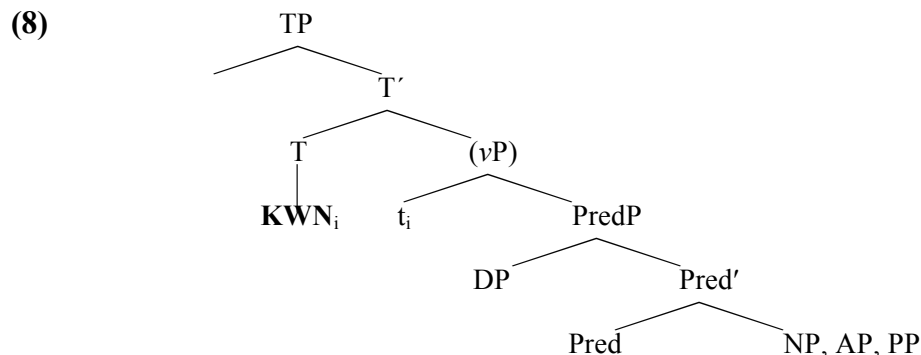 (8) TP
T′
T (vP)
KWNi ti PredP
DP Pred′
Pred NP, AP, PP